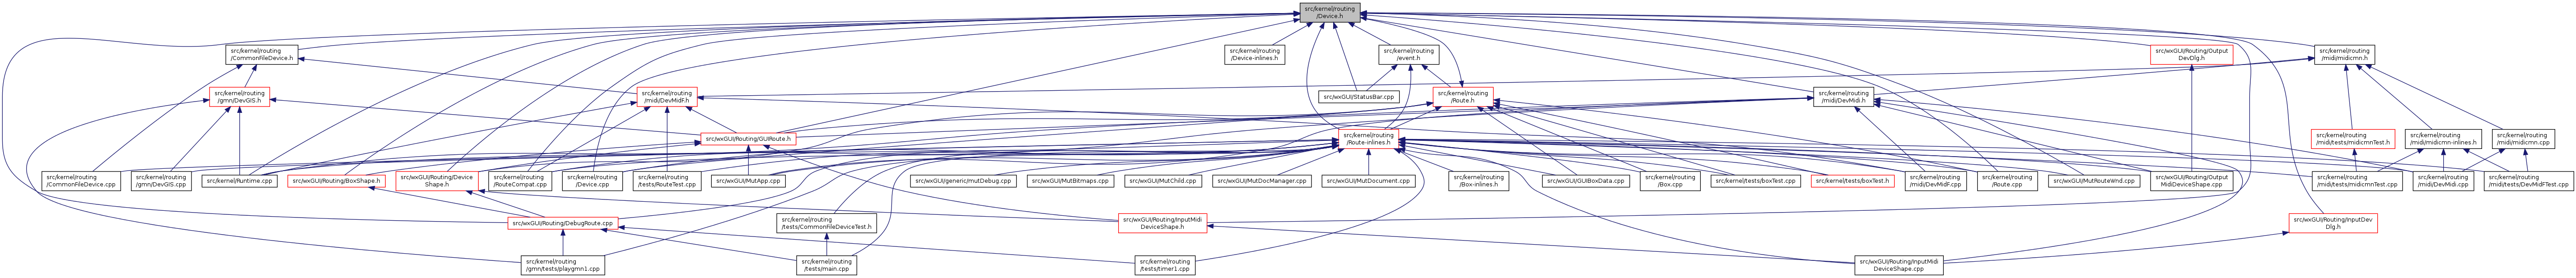 src/kernel/routing
/Device.h
src/kernel/routing
/CommonFileDevice.h
src/kernel/routing
/Device-inlines.h
src/kernel/routing
/event.h
src/wxGUI/Routing/Output
DevDlg.h
src/kernel/routing
/midi/midicmn.h
src/kernel/routing
/gmn/DevGIS.h
src/kernel/routing
/midi/DevMidF.h
src/wxGUI/StatusBar.cpp
src/kernel/routing
/Route.h
src/kernel/routing
/midi/DevMidi.h
src/wxGUI/Routing/GUIRoute.h
src/kernel/routing
/Route-inlines.h
src/kernel/routing
/midi/tests/midicmnTest.h
src/kernel/routing
/midi/midicmn-inlines.h
src/kernel/routing
/midi/midicmn.cpp
src/kernel/routing
/CommonFileDevice.cpp
src/kernel/routing
/gmn/DevGIS.cpp
src/kernel/Runtime.cpp
src/wxGUI/Routing/BoxShape.h
src/wxGUI/Routing/Device
Shape.h
src/kernel/routing
/RouteCompat.cpp
src/kernel/routing
/Device.cpp
src/kernel/routing
/tests/RouteTest.cpp
src/wxGUI/MutApp.cpp
src/wxGUI/generic/mutDebug.cpp
src/wxGUI/MutBitmaps.cpp
src/wxGUI/MutChild.cpp
src/wxGUI/MutDocManager.cpp
src/wxGUI/MutDocument.cpp
src/kernel/routing
/Box-inlines.h
src/wxGUI/GUIBoxData.cpp
src/kernel/routing
/Box.cpp
src/kernel/tests/boxTest.cpp
src/kernel/tests/boxTest.h
src/kernel/routing
/midi/DevMidF.cpp
src/kernel/routing
/Route.cpp
src/wxGUI/MutRouteWnd.cpp
src/wxGUI/Routing/Output
MidiDeviceShape.cpp
src/kernel/routing
/midi/tests/midicmnTest.cpp
src/kernel/routing
/midi/DevMidi.cpp
src/kernel/routing
/midi/tests/DevMidFTest.cpp
src/wxGUI/Routing/DebugRoute.cpp
src/kernel/routing
/tests/CommonFileDeviceTest.h
src/wxGUI/Routing/InputMidi
DeviceShape.h
src/wxGUI/Routing/InputDev
Dlg.h
src/kernel/routing
/gmn/tests/playgmn1.cpp
src/kernel/routing
/tests/main.cpp
src/kernel/routing
/tests/timer1.cpp
src/wxGUI/Routing/InputMidi
DeviceShape.cpp